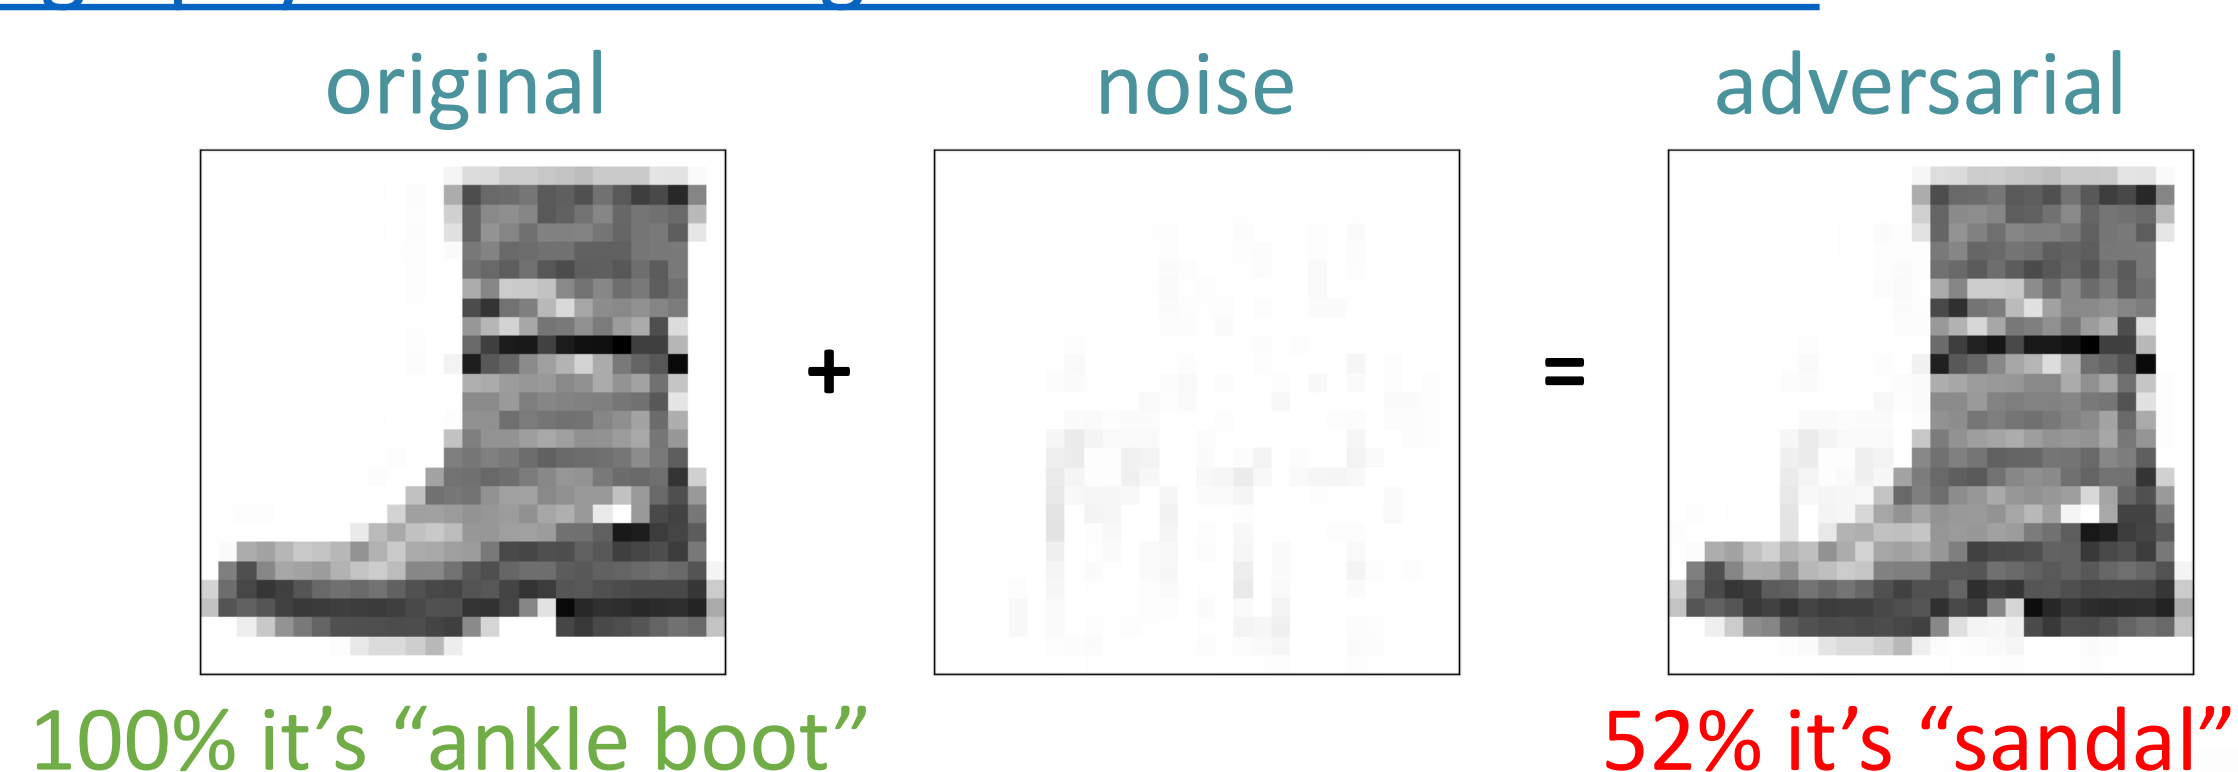 original noise adversarial
+ =
100% it’s “ankle boot” 52% it’s “sandal”